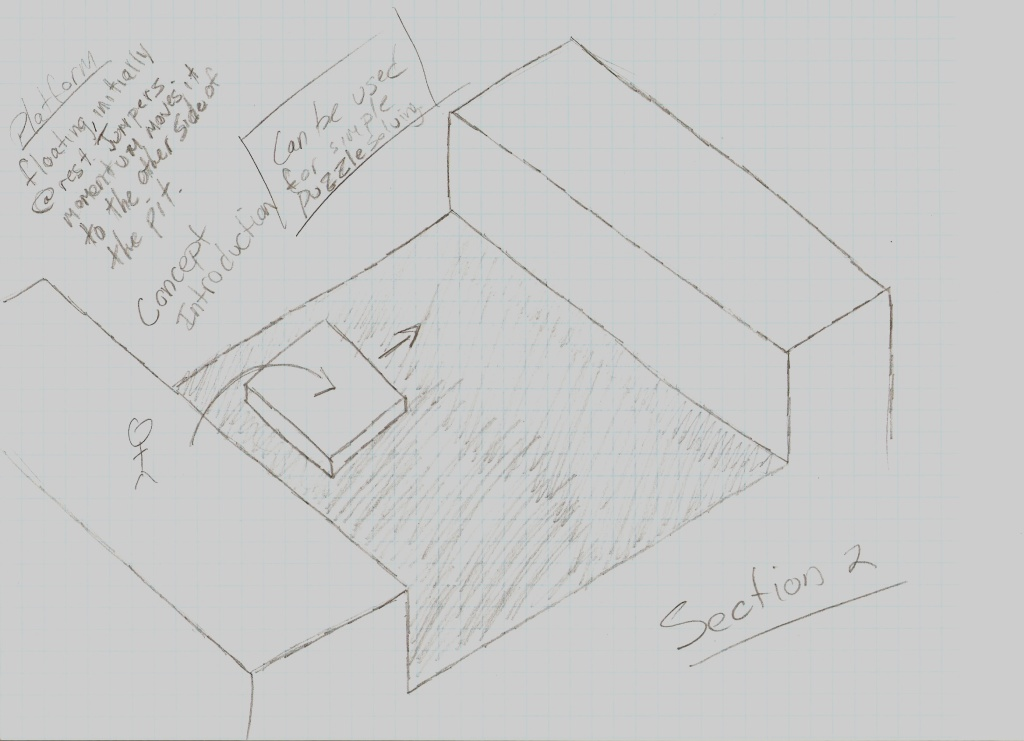 Platform
floating, initially
@rest. Jumpers
momentum moves it
to the other side of
the pit.
Concept
Introduction
Can be used
for simple
puzzle solving
Section 2